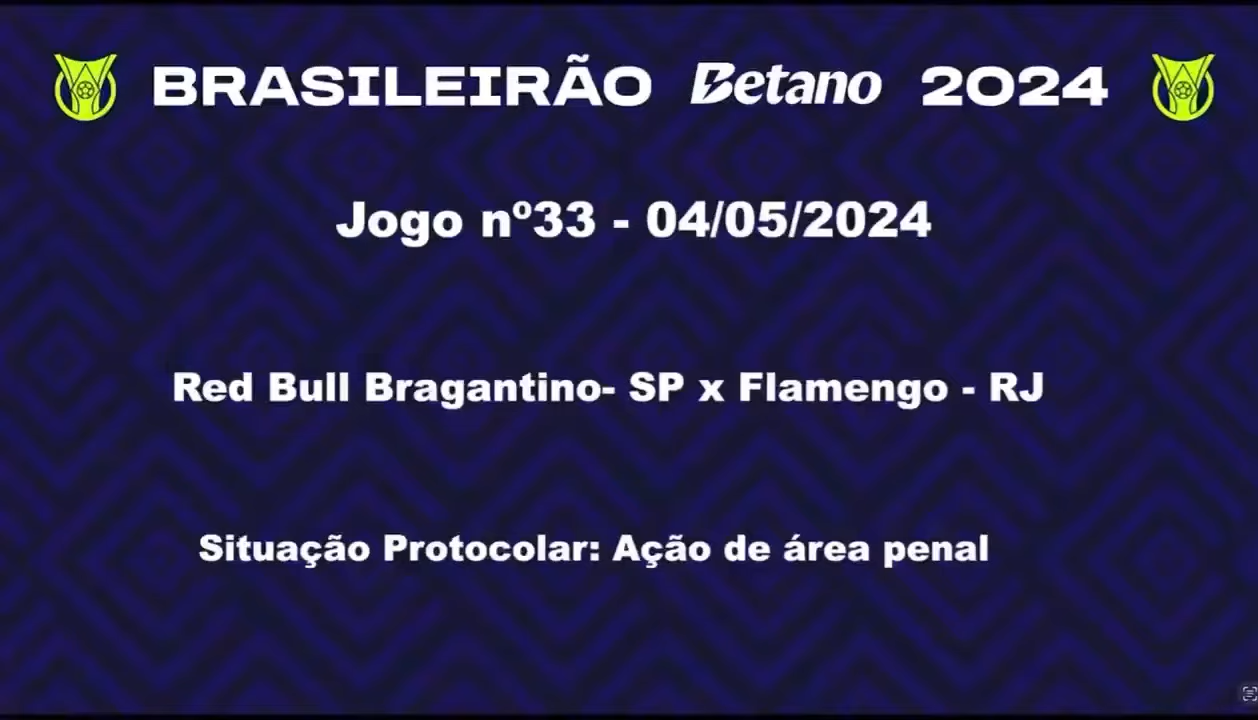 BRASILEIRÃO Betano 2024
Jogo nº33 - 04/05/2024
Red Bull Bragantino- SP x Flamengo - RJ
Situação Protocolar: Ação de área penal